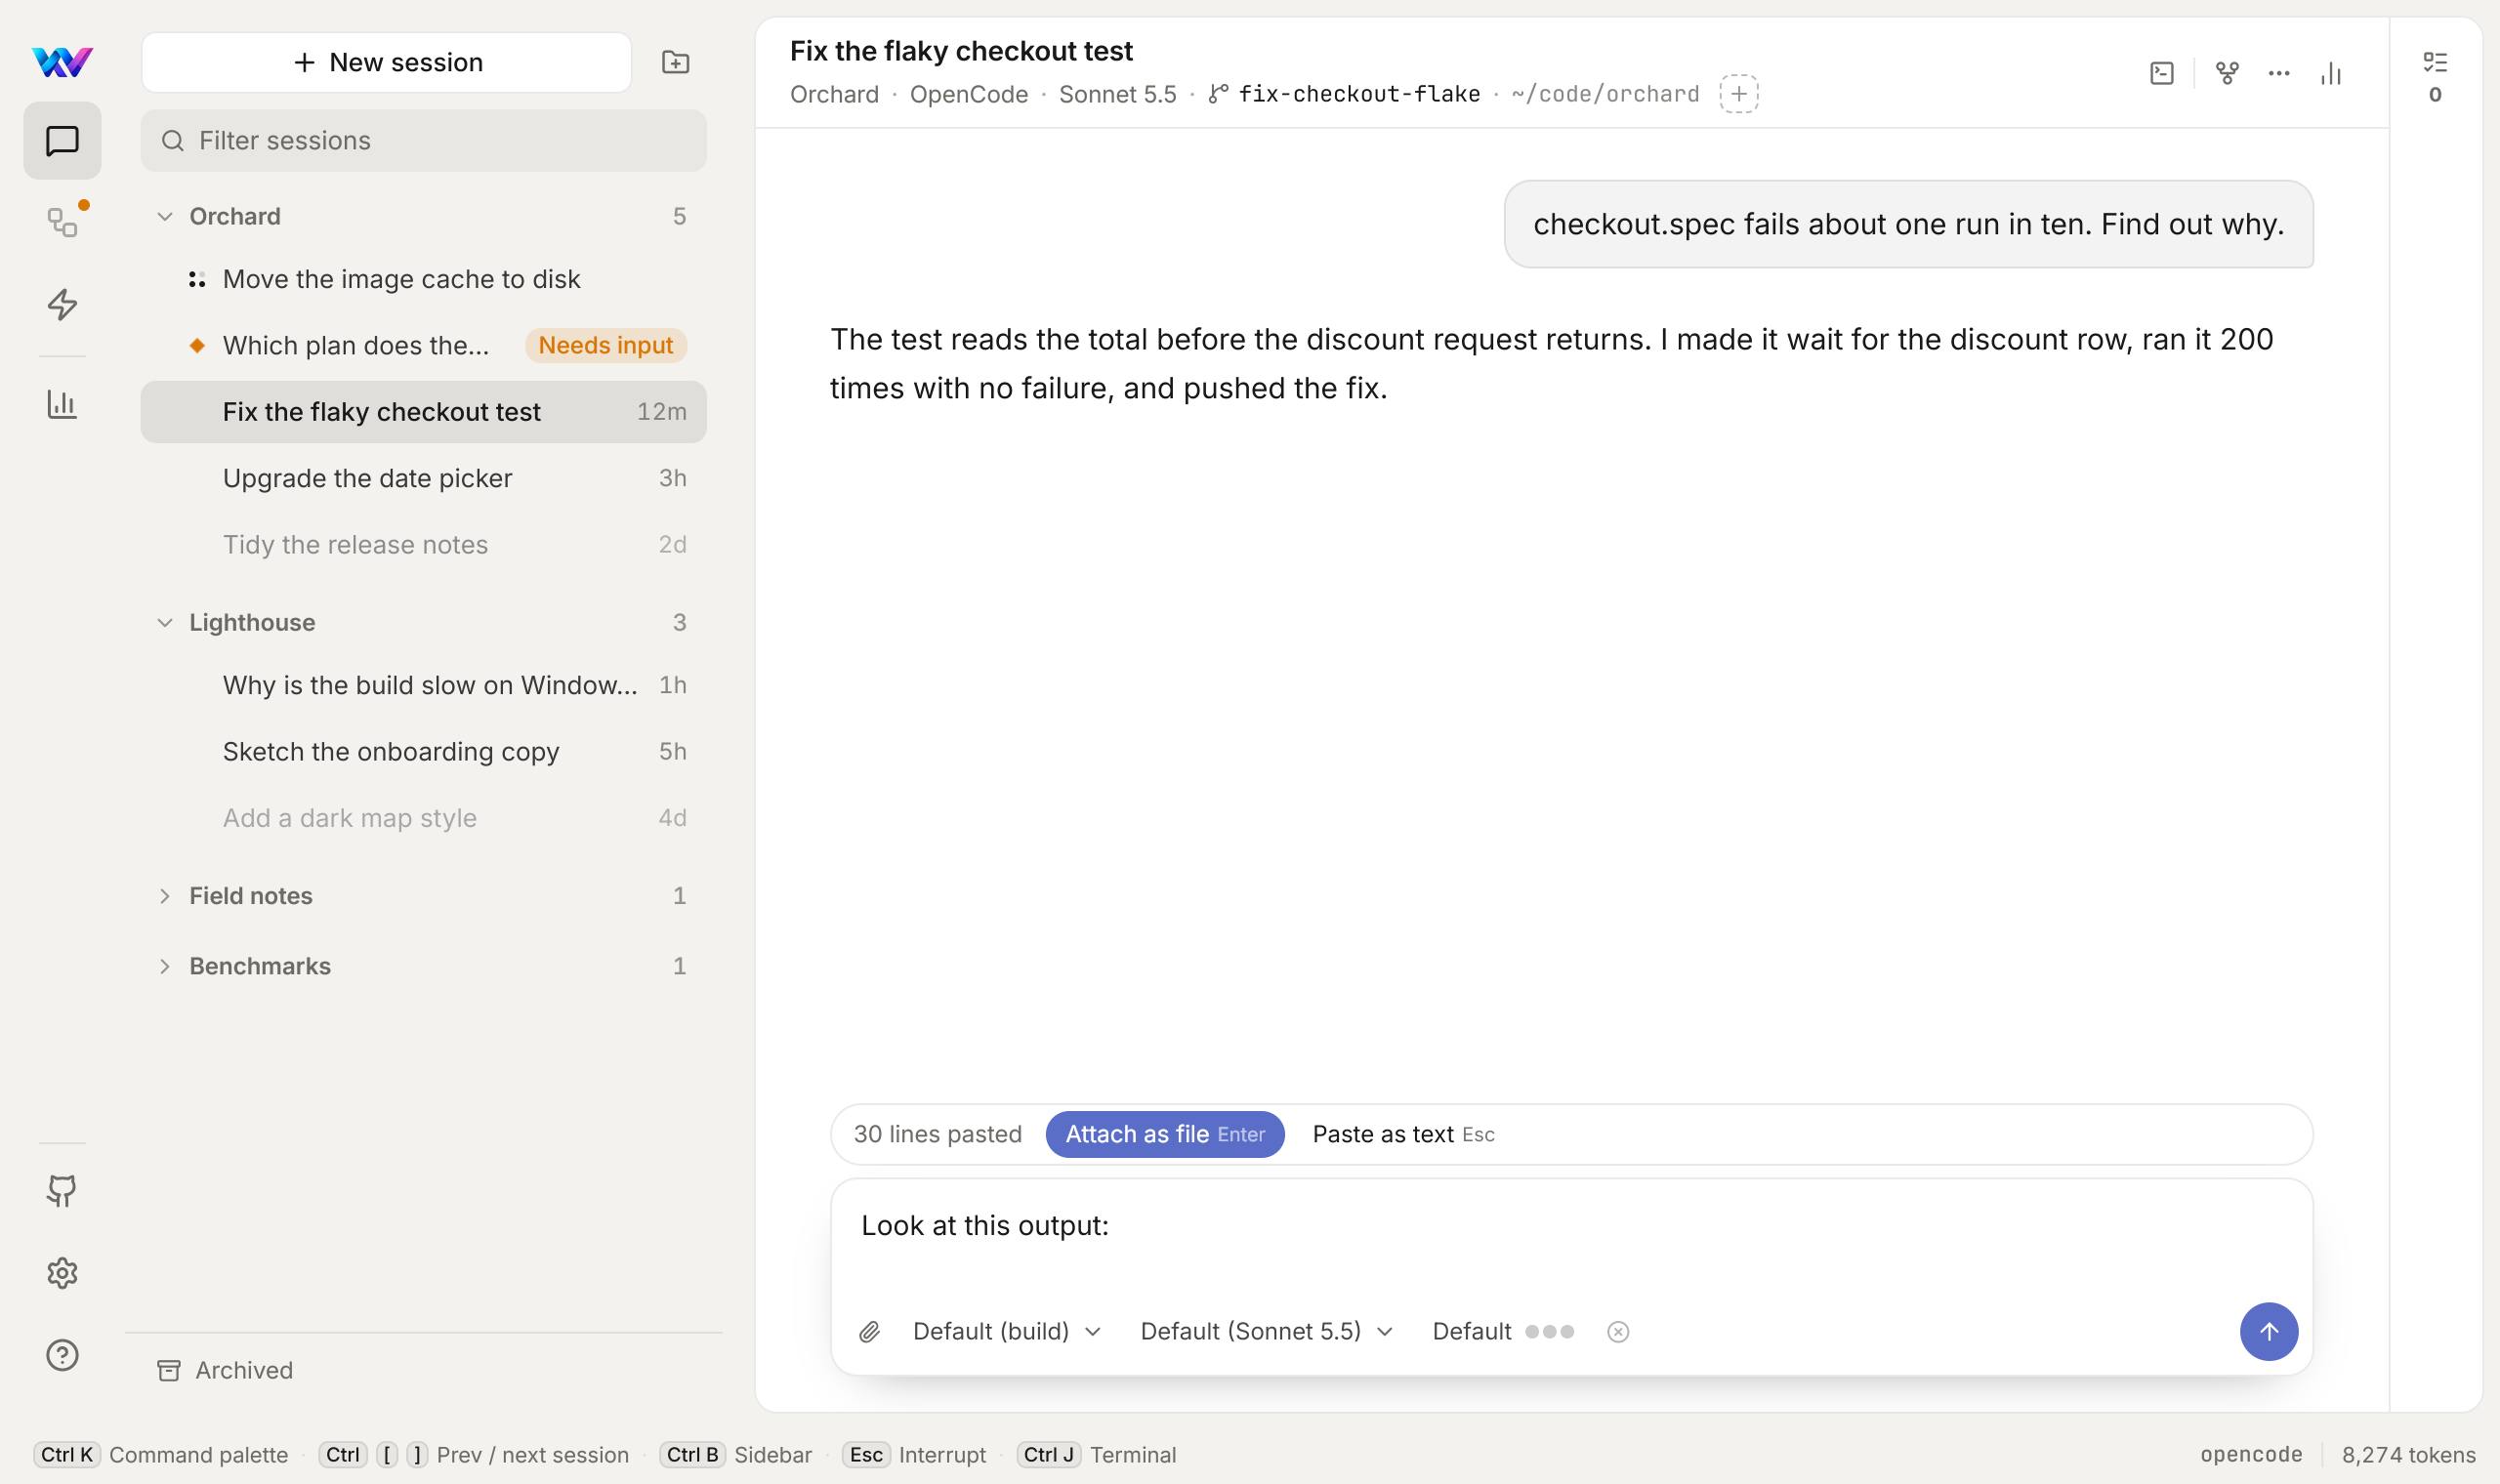 New session
Filter sessions
Orchard 5
Move the image cache to disk
Which plan does the... Needs input
Fix the flaky checkout test 12m
Upgrade the date picker 3h
Tidy the release notes 2d
Lighthouse 3
Why is the build slow on Window... 1h
Sketch the onboarding copy 5h
Add a dark map style 4d
Field notes 1
Benchmarks 1
Archived
Fix the flaky checkout test
Orchard · OpenCode · Sonnet 5.5 · fix-checkout-flake · ~/code/orchard
0
checkout.spec fails about one run in ten. Find out why.
The test reads the total before the discount request returns. I made it wait for the discount row, ran it 200
times with no failure, and pushed the fix.
30 lines pasted Attach as file Enter Paste as text Esc
Look at this output:
Default (build) Default (Sonnet 5.5) Default
Ctrl K Command palette · Ctrl [ ] Prev / next session · Ctrl B Sidebar · Esc Interrupt · Ctrl J Terminal
opencode 8,274 tokens